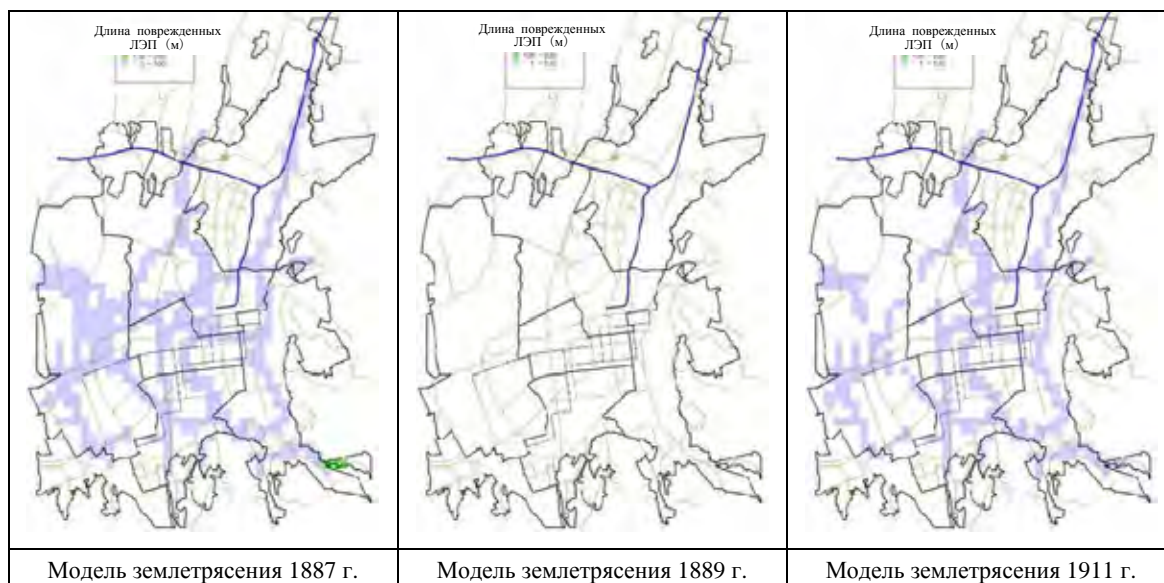 Длина поврежденных
ЛЭП (м)
Длина поврежденных
ЛЭП (м)
Длина поврежденных
ЛЭП (м)
Модель землетрясения 1887 г.
Модель землетрясения 1889 г.
Модель землетрясения 1911 г.